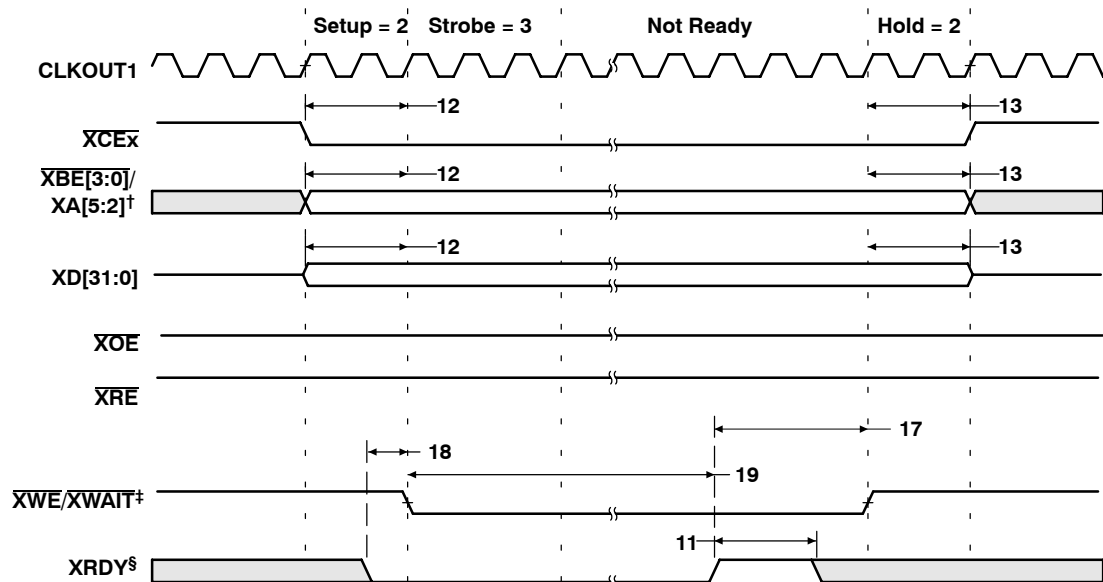 Setup = 2 Strobe = 3 Not Ready Hold = 2
CLKOUT1
12 13
XCEx
XBE[3:0]/
12 13
XA[5:2]†
12 13
XD[31:0]
XOE
XRE
17
18
19
XWE/XWAIT‡
11
XRDY§